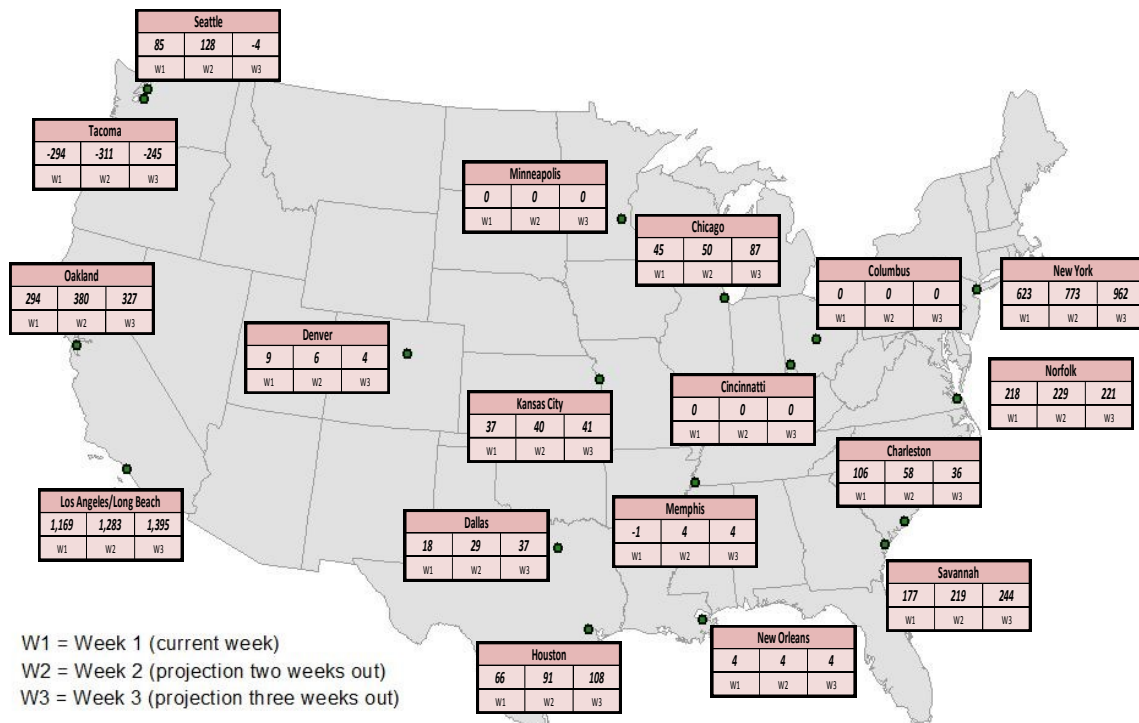 Seattle
85 128 -4
W1 W2 W3
Tacoma
-294 -311 -245
W1 W2 W3
Minneapolis
0 0 0
W1 W2 W3
Chicago
45 50 87
W1 W2 W3
Oakland
294 380 327
W1 W2 W3
Columbus
0 0 0
W1 W2 W3
New York
623 773 962
W1 W2 W3
Denver
9 6 4
W1 W2 W3
Norfolk
218 229 221
W1 W2 W3
Cincinnatti
0 0 0
W1 W2 W3
Kansas City
37 40 41
W1 W2 W3
Charleston
106 58 36
W1 W2 W3
Los Angeles/Long Beach
1,169 1,283 1,395
W1 W2 W3
Memphis
-1 4 4
W1 W2 W3
Dallas
18 29 37
W1 W2 W3
Savannah
177 219 244
W1 W2 W3
New Orleans
4 4 4
W1 W2 W3
Houston
66 91 108
W1 W2 W3
W1 = Week 1 (current week)
W2 = Week 2 (projection two weeks out)
W3 = Week 3 (projection three weeks out)